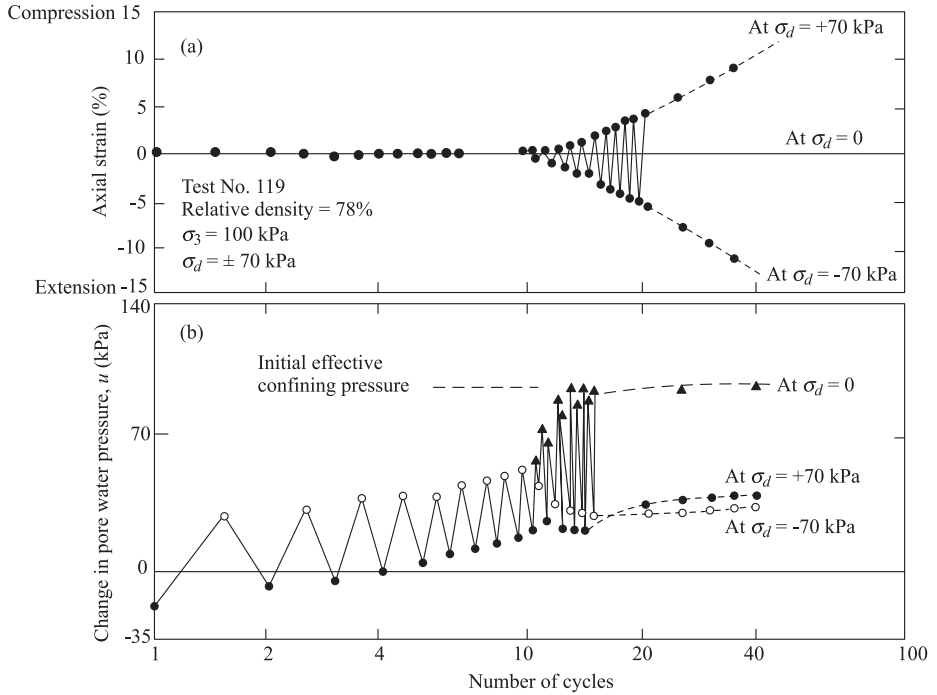 Compression 15
(a)
At σd = +70 kPa
10
5
Axial strain (%)
At σd = 0
0
Test No. 119
Relative density = 78%
σ3 = 100 kPa
σd = ± 70 kPa
-5
-10
At σd = -70 kPa
Extension -15
140
(b)
Initial effective
confining pressure
At σd = 0
Change in pore water pressure, u (kPa)
70
At σd = +70 kPa
At σd = -70 kPa
0
-35
1 2 4 10 20 40 100
Number of cycles